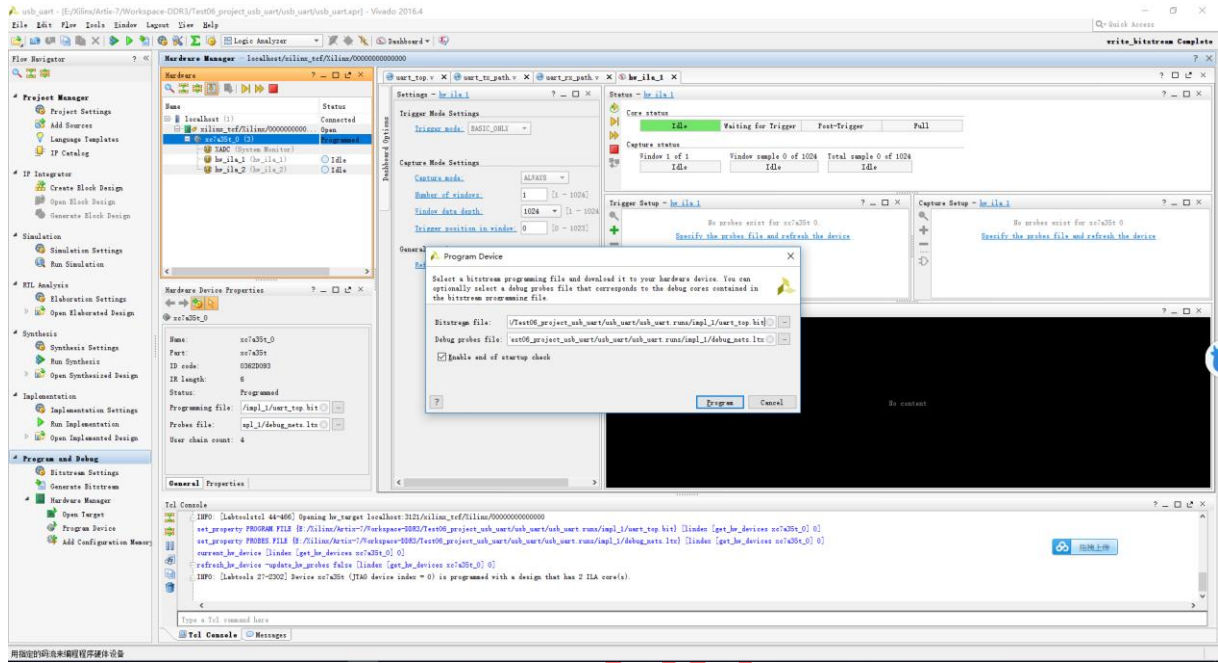 usb_uart - [E:/Xilinx/Artix-7/Workspace-DDR3/Test06_project_usb_uart/usb_uart/usb_uart.xpr] - Vivado 2016.4
File Edit Flow Tools Window Layout View Help
Q- Quick Access
Logic Analyzer
Dashboard
write_bitstream Complete
Flow Navigator
Project Manager
Project Settings
Add Sources
Language Templates
IP Catalog
IP Integrator
Create Block Design
Open Block Design
Generate Block Design
Simulation
Simulation Settings
Run Simulation
RTL Analysis
Elaboration Settings
Open Elaborated Design
Synthesis
Synthesis Settings
Run Synthesis
Open Synthesized Design
Implementation
Implementation Settings
Run Implementation
Open Implemented Design
Program and Debug
Bitstream Settings
Generate Bitstream
Hardware Manager
Open Target
Program Device
Add Configuration Memory
Hardware Manager - localhost/xilinx_tcf/Xilinx/00000000000000
Hardware
Name Status
localhost (1) Connected
xilinx_tcf/Xilinx/0000000000... Open
xc7a35t_0 (3) Programmed
XADC (System Monitor)
hw_ila_1 (hw_ila_1) Idle
hw_ila_2 (hw_ila_2) Idle
Hardware Device Properties
xc7a35t_0
Name: xc7a35t_0
Part: xc7a35t
ID code: 0362D093
IR length: 6
Status: Programmed
Programming file: /impl_1/uart_top.bit
Probes file: mpl_1/debug_nets.ltx
User chain count: 4
General Properties
uart_top.v uart_tx_path.v uart_rx_path.v hw_ila_1
Dashboard Options
Settings - hw_ila_1
Trigger Mode Settings
Trigger mode: BASIC_ONLY
Capture Mode Settings
Capture mode: ALWAYS
Number of windows: 1 [1 - 1024]
Window data depth: 1024 [1 - 1024
Trigger position in window: 0 [0 - 1023]
General
Status - hw_ila_1
Core status
Idle Waiting for Trigger Post-Trigger Full
Capture status
Window 1 of 1 Window sample 0 of 1024 Total sample 0 of 1024
Idle Idle Idle
Trigger Setup - hw_ila_1
No probes exist for xc7a35t_0.
Specify the probes file and refresh the device
Capture Setup - hw_ila_1
No probes exist for xc7a35t_0
Specify the probes file and refresh the device
Program Device
Select a bitstream programming file and download it to your hardware device. You can
optionally select a debug probes file that corresponds to the debug cores contained in
the bitstream programming file.
Bitstream file: /Test06_project_usb_uart/usb_uart/usb_uart.runs/impl_1/uart_top.bit
Debug probes file: est06_project_usb_uart/usb_uart/usb_uart.runs/impl_1/debug_nets.ltx
Enable end of startup check
? Program Cancel
No content
Tcl Console
INFO: [Labtoolstcl 44-466] Opening hw_target localhost:3121/xilinx_tcf/Xilinx/00000000000000
set_property PROGRAM.FILE {E:/Xilinx/Artix-7/Workspace-DDR3/Test06_project_usb_uart/usb_uart/usb_uart.runs/impl_1/uart_top.bit} [lindex [get_hw_devices xc7a35t_0] 0]
set_property PROBES.FILE {E:/Xilinx/Artix-7/Workspace-DDR3/Test06_project_usb_uart/usb_uart/usb_uart.runs/impl_1/debug_nets.ltx} [lindex [get_hw_devices xc7a35t_0] 0]
current_hw_device [lindex [get_hw_devices xc7a35t_0] 0]
refresh_hw_device -update_hw_probes false [lindex [get_hw_devices xc7a35t_0] 0]
INFO: [Labtools 27-2302] Device xc7a35t (JTAG device index = 0) is programmed with a design that has 2 ILA core(s).
拖拽上传
Type a Tcl command here
Tcl Console Messages
用指定的码流来编程程序硬体设备